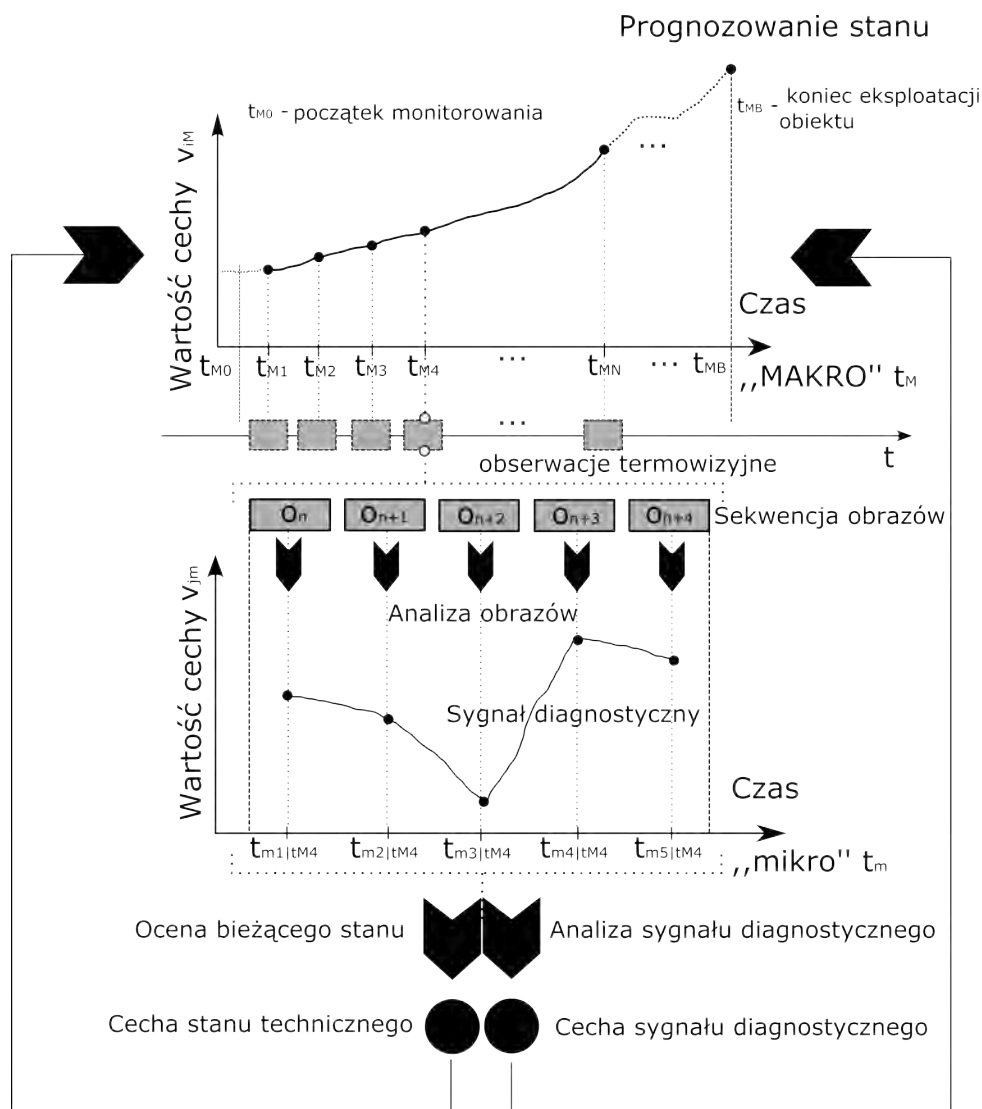 Prognozowanie stanu
tM0 - początek monitorowania
tMB - koniec eksploatacji
obiektu
Wartość cechy viM
...
Czas
tM0 tM1 tM2 tM3 tM4 ... tMN ... tMB
,,MAKRO" tM
...
t
obserwacje termowizyjne
On On+1 On+2 On+3 On+4
Sekwencja obrazów
Wartość cechy vjm
Analiza obrazów
Sygnał diagnostyczny
Czas
tm1|tM4 tm2|tM4 tm3|tM4 tm4|tM4 tm5|tM4
,,mikro" tm
Ocena bieżącego stanu Analiza sygnału diagnostycznego
Cecha stanu technicznego Cecha sygnału diagnostycznego